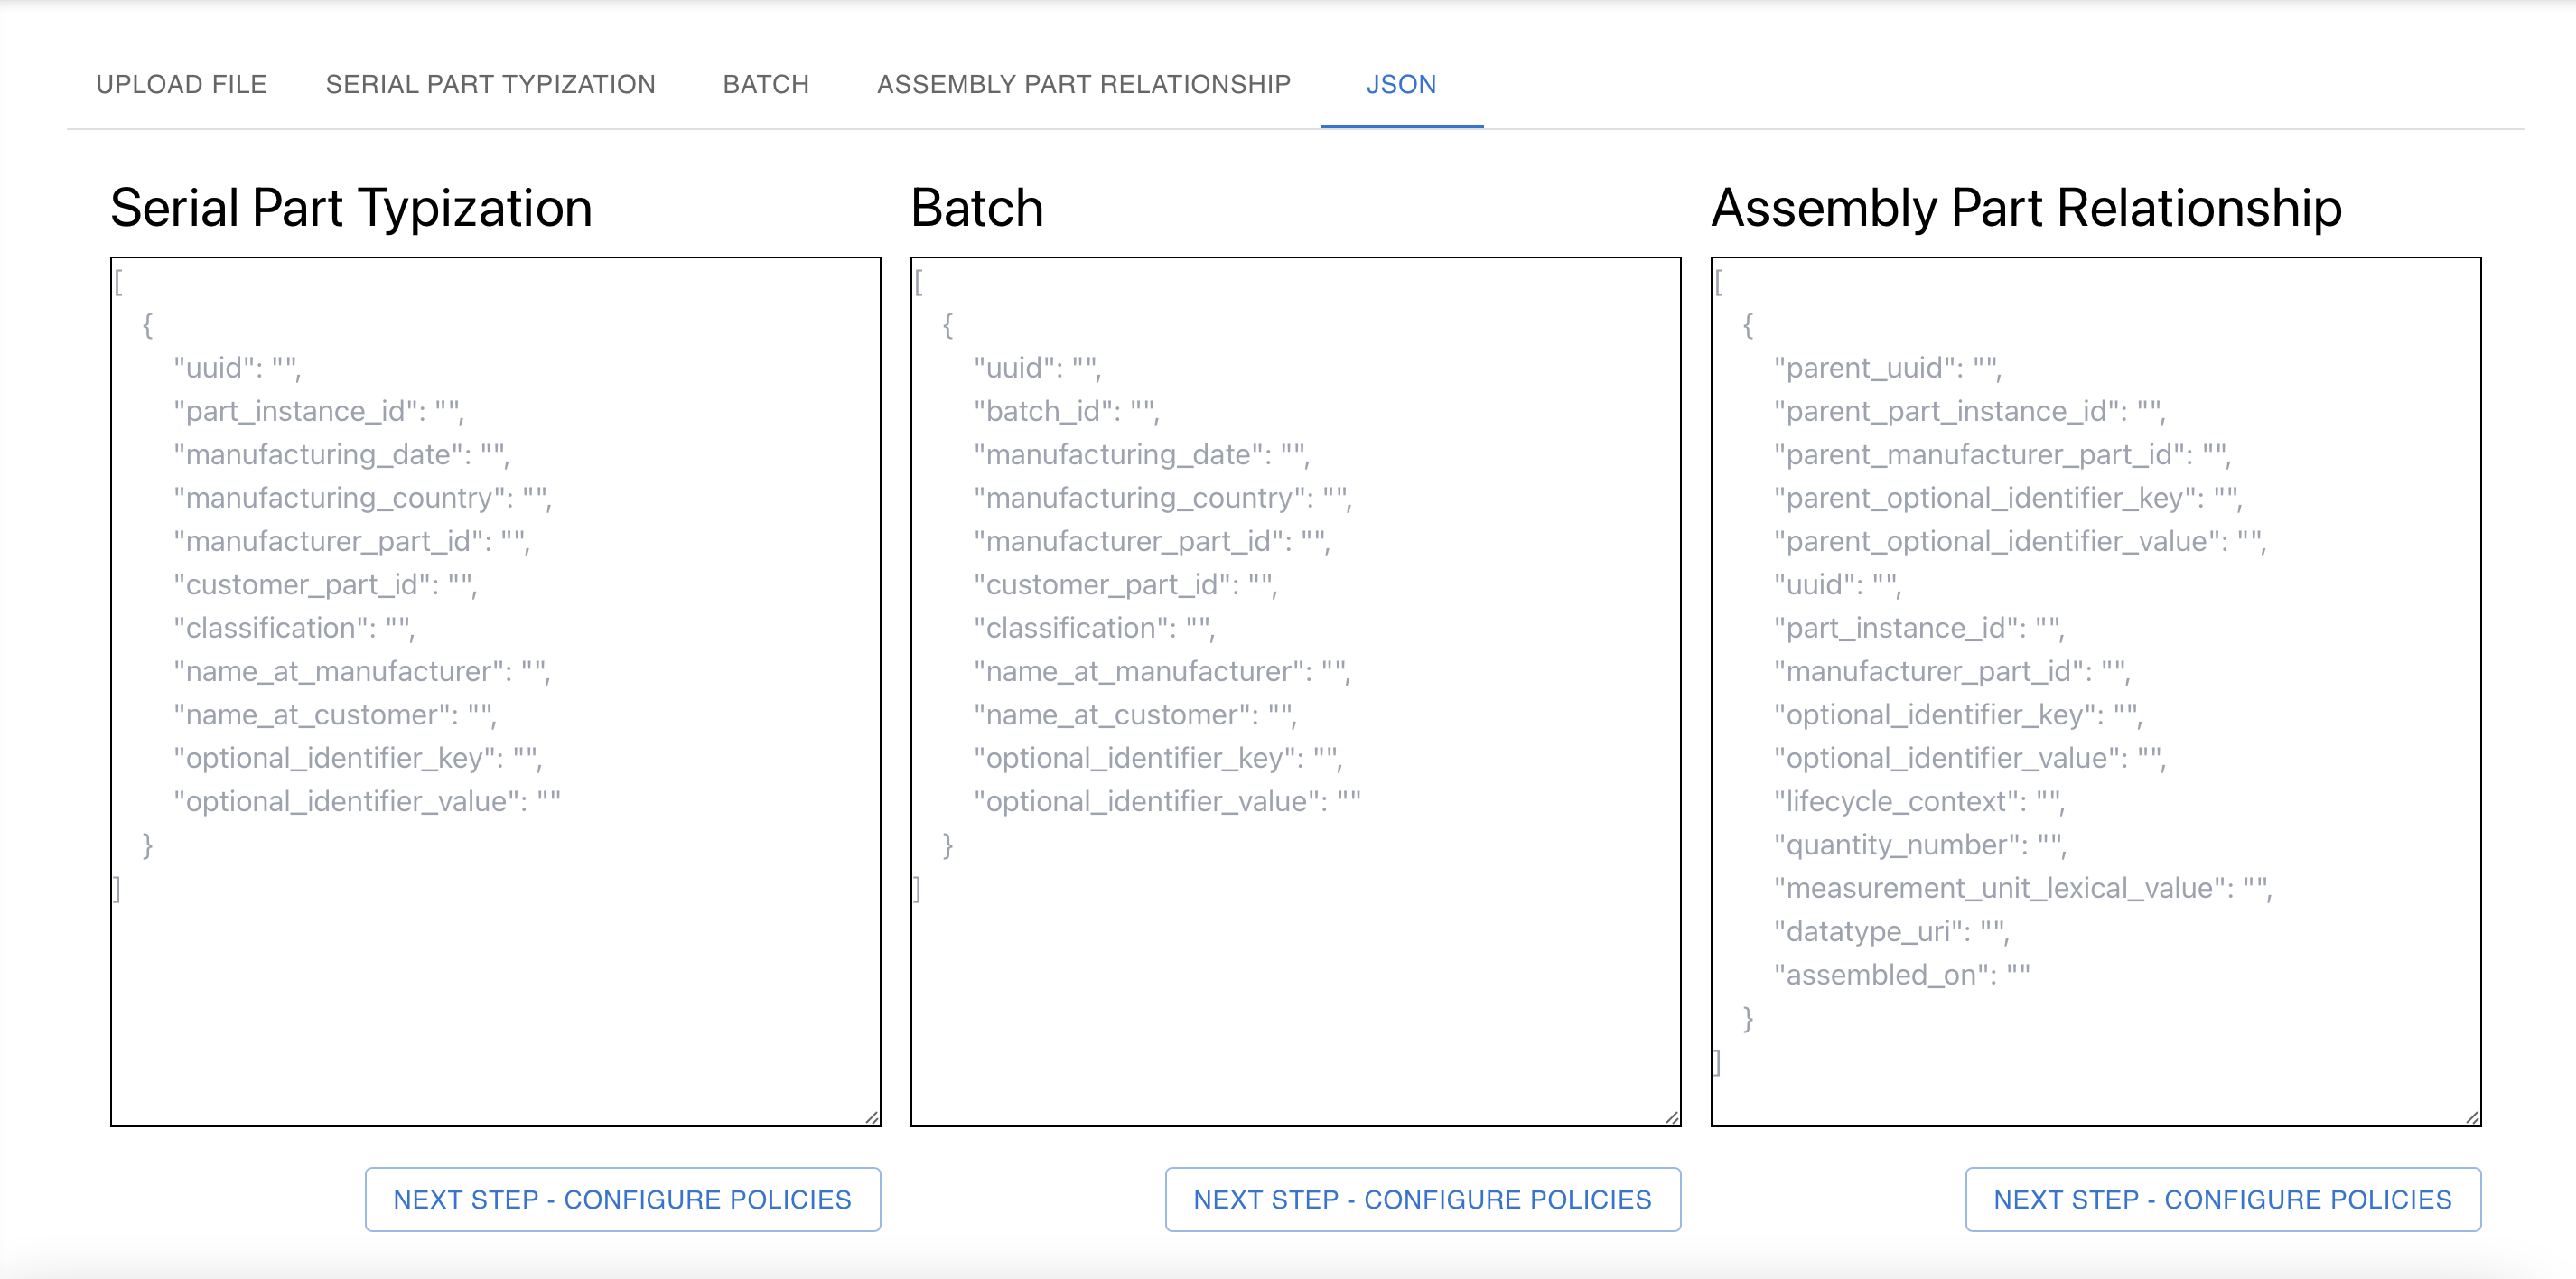 UPLOAD FILE SERIAL PART TYPIZATION BATCH ASSEMBLY PART RELATIONSHIP JSON
Serial Part Typization
[
{
"uuid": "",
"part_instance_id": "",
"manufacturing_date": "",
"manufacturing_country": "",
"manufacturer_part_id": "",
"customer_part_id": "",
"classification": "",
"name_at_manufacturer": "",
"name_at_customer": "",
"optional_identifier_key": "",
"optional_identifier_value": ""
}
]
NEXT STEP - CONFIGURE POLICIES
Batch
[
{
"uuid": "",
"batch_id": "",
"manufacturing_date": "",
"manufacturing_country": "",
"manufacturer_part_id": "",
"customer_part_id": "",
"classification": "",
"name_at_manufacturer": "",
"name_at_customer": "",
"optional_identifier_key": "",
"optional_identifier_value": ""
}
]
NEXT STEP - CONFIGURE POLICIES
Assembly Part Relationship
[
{
"parent_uuid": "",
"parent_part_instance_id": "",
"parent_manufacturer_part_id": "",
"parent_optional_identifier_key": "",
"parent_optional_identifier_value": "",
"uuid": "",
"part_instance_id": "",
"manufacturer_part_id": "",
"optional_identifier_key": "",
"optional_identifier_value": "",
"lifecycle_context": "",
"quantity_number": "",
"measurement_unit_lexical_value": "",
"datatype_uri": "",
"assembled_on": ""
}
]
NEXT STEP - CONFIGURE POLICIES